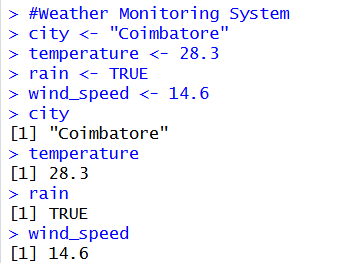 > #Weather Monitoring System
> city <- "Coimbatore"
> temperature <- 28.3
> rain <- TRUE
> wind_speed <- 14.6
> city
[1] "Coimbatore"
> temperature
[1] 28.3
> rain
[1] TRUE
> wind_speed
[1] 14.6